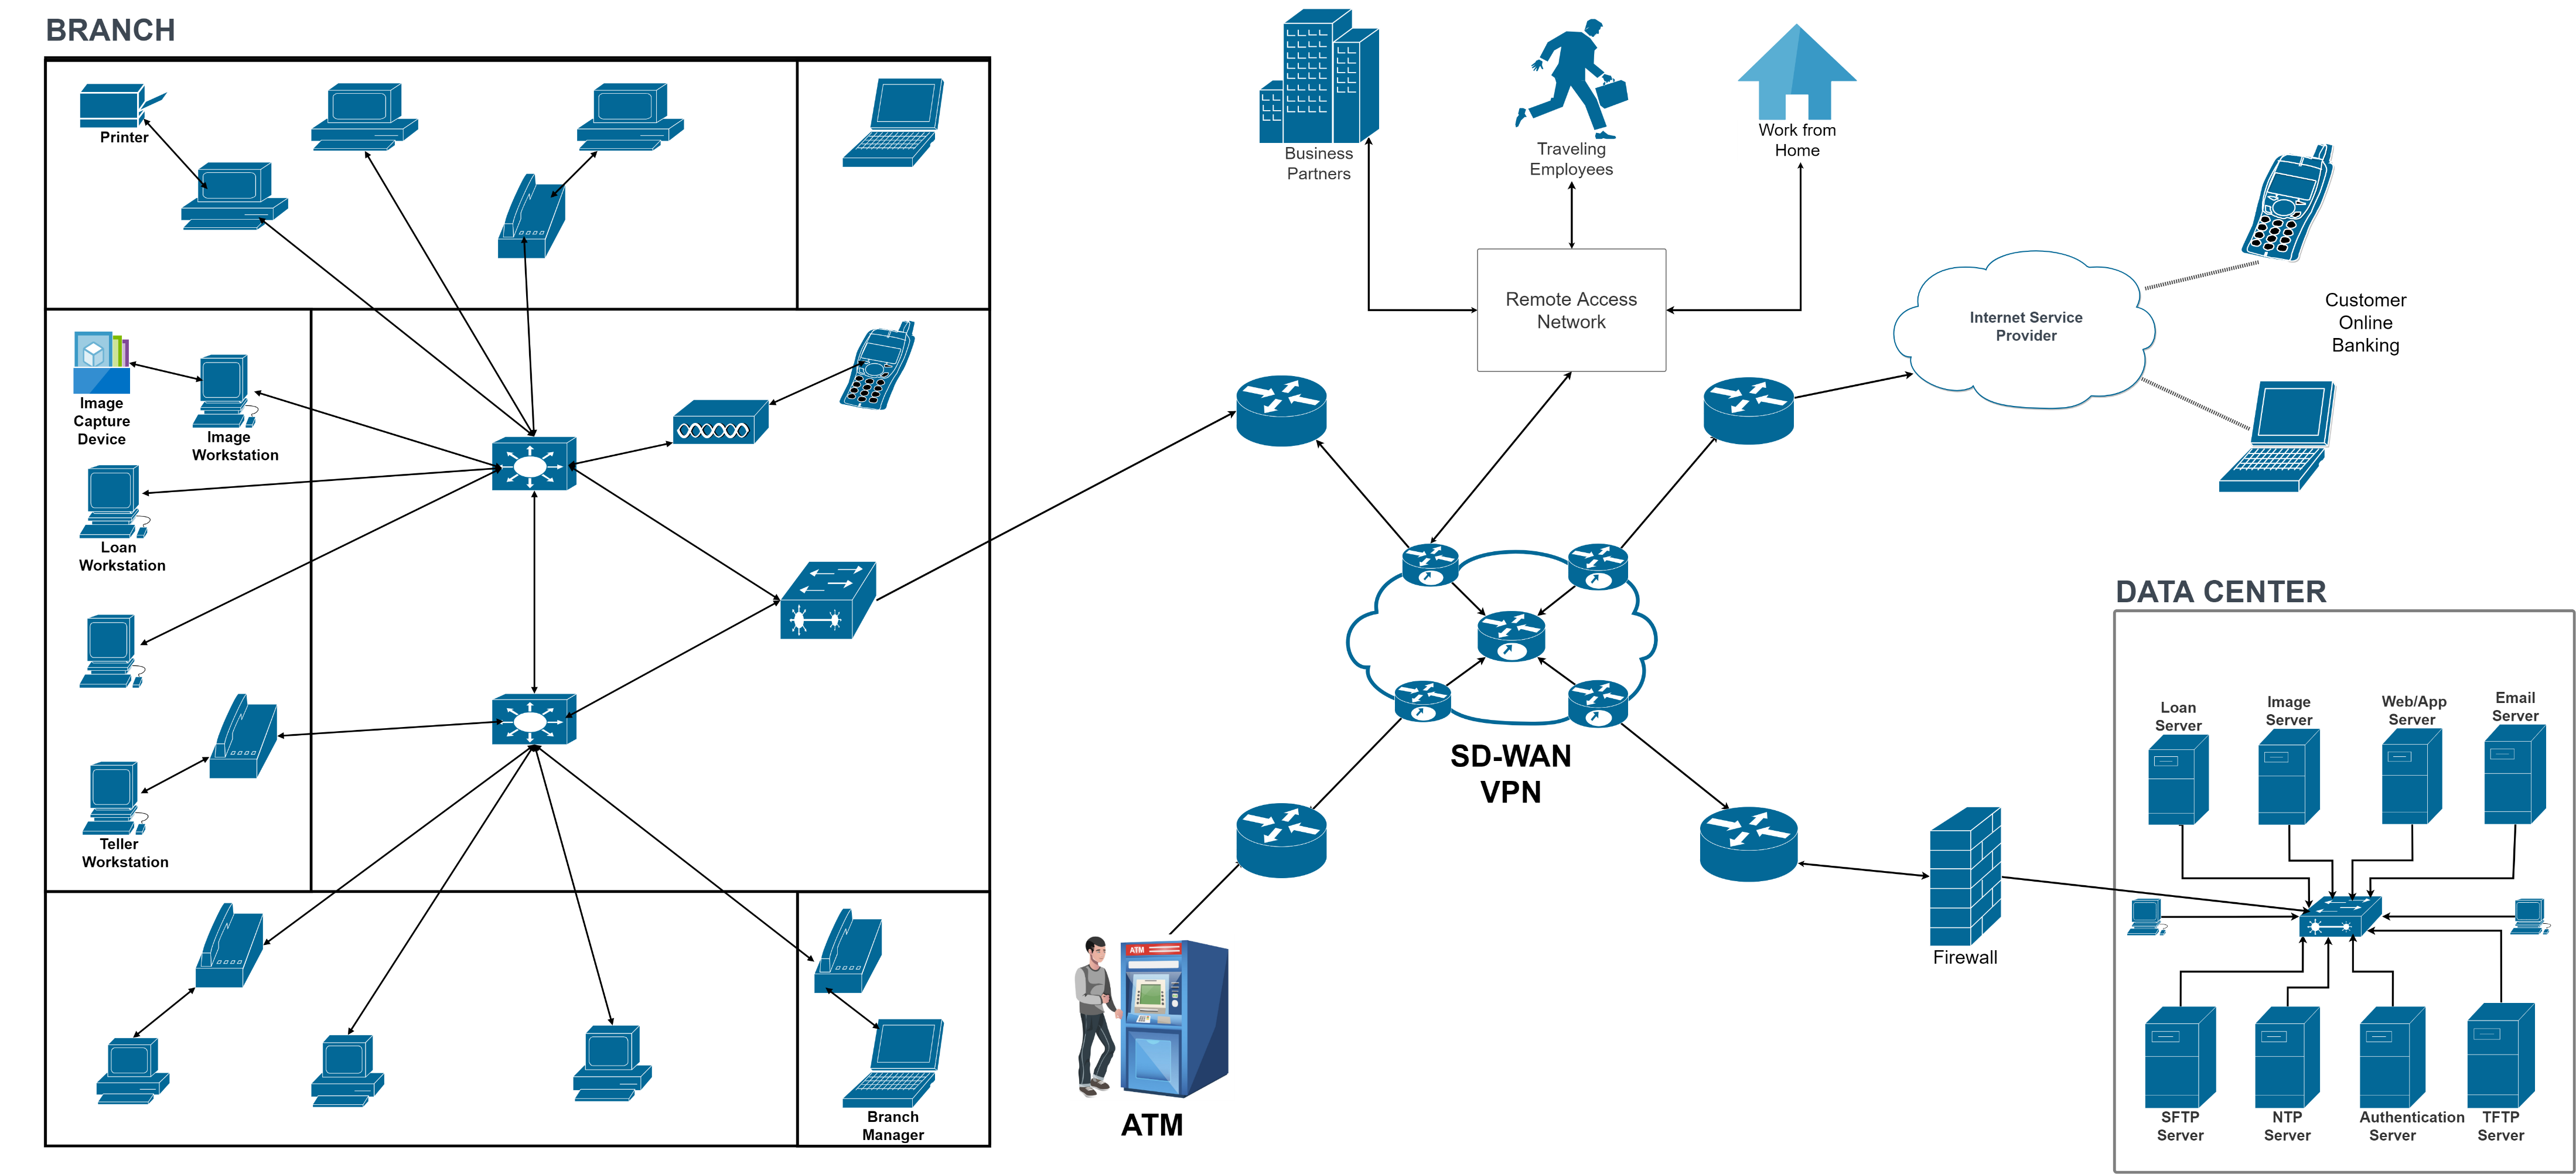 BRANCH
Printer
Image
Capture
Device
Image
Workstation
Loan
Workstation
Teller
Workstation
Branch
Manager
Business
Partners
Traveling
Employees
Work from
Home
Remote Access
Network
Internet Service
Provider
Customer
Online
Banking
SD-WAN
VPN
ATM
ATM
Firewall
DATA CENTER
Loan
Server
Image
Server
Web/App
Server
Email
Server
SFTP
Server
NTP
Server
Authentication
Server
TFTP
Server